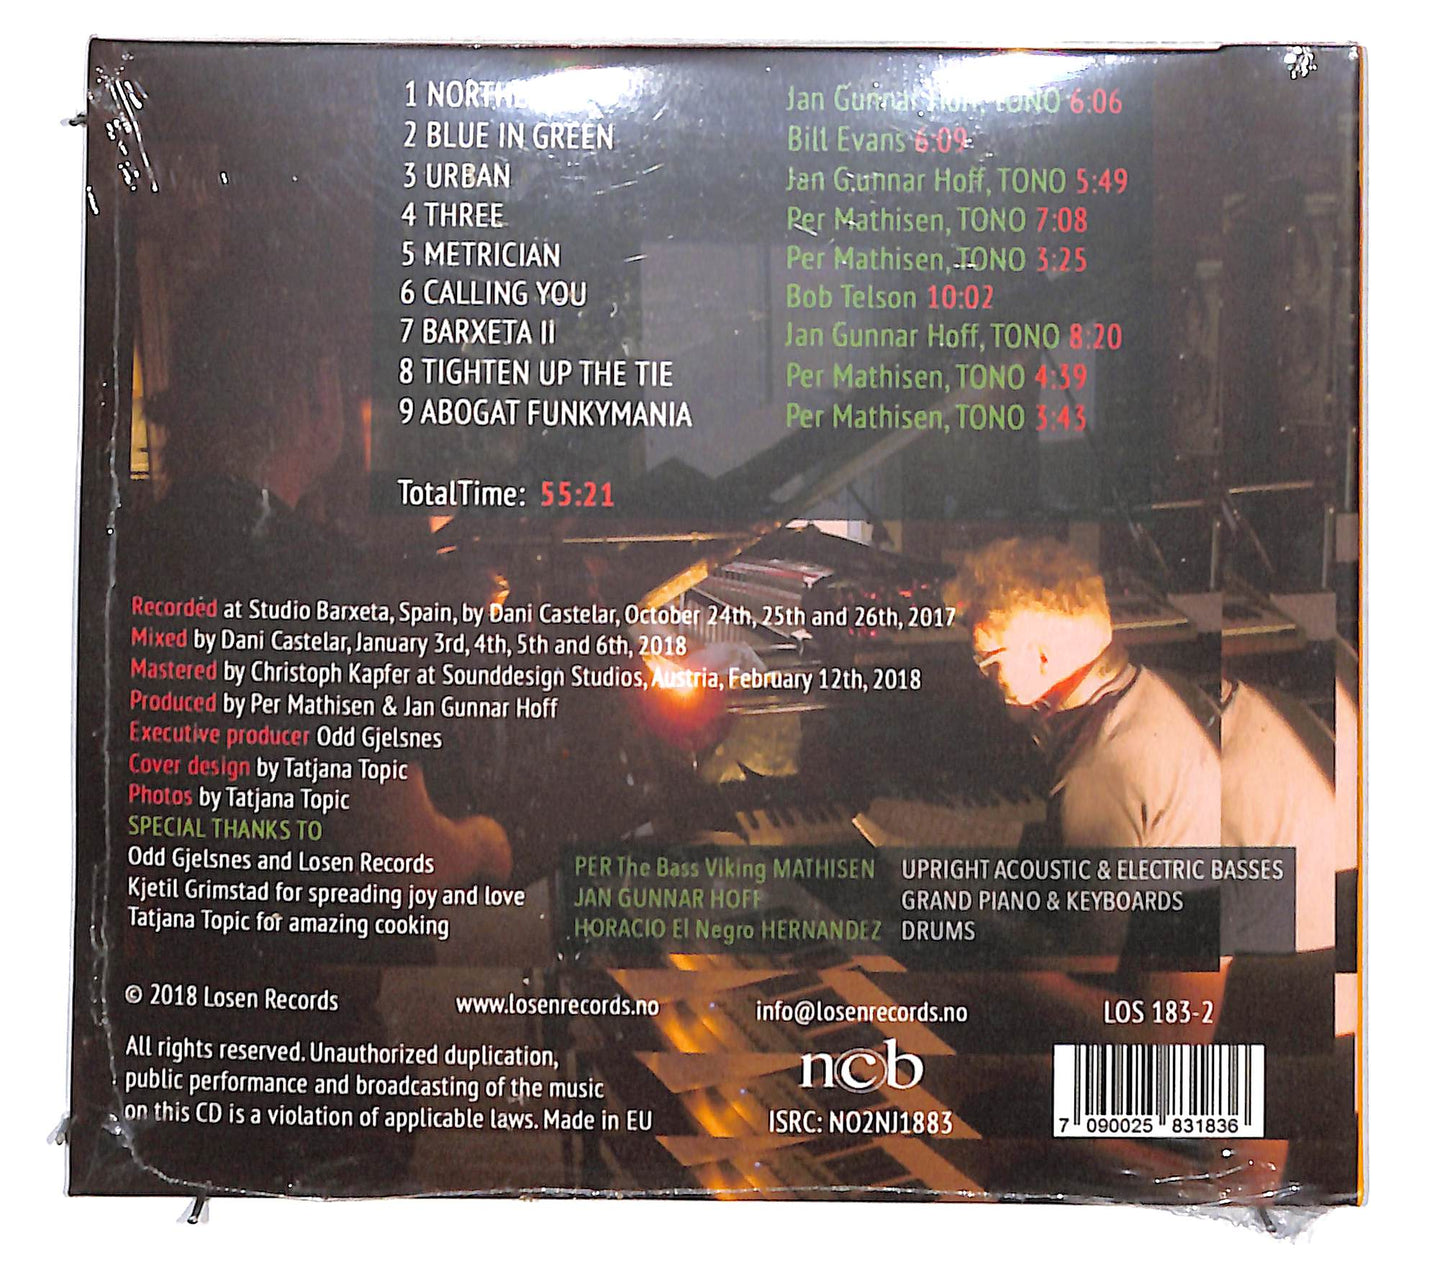 1 NORTHE
Jan Gunnar Hoff, TONO 6:06
2 BLUE IN GREEN
Bill Evans 6:09
3 URBAN
Jan Gunnar Hoff, TONO 5:49
4 THREE
Per Mathisen, TONO 7:08
5 METRICIAN
Per Mathisen, TONO 3:25
6 CALLING YOU
Bob Telson 10:02
7 BARXETA II
Jan Gunnar Hoff, TONO 8:20
8 TIGHTEN UP THE TIE
Per Mathisen, TONO 4:39
9 ABOGAT FUNKYMANIA
Per Mathisen, TONO 3:43
TotalTime: 55:21
Recorded at Studio Barxeta, Spain, by Dani Castelar, October 24th, 25th and 26th, 2017
Mixed by Dani Castelar, January 3rd, 4th, 5th and 6th, 2018
Mastered by Christoph Kapfer at Sounddesign Studios, Austria, February 12th, 2018
Produced by Per Mathisen & Jan Gunnar Hoff
Executive producer Odd Gjelsnes
Cover design by Tatjana Topic
Photos by Tatjana Topic
SPECIAL THANKS TO
Odd Gjelsnes and Losen Records
Kjetil Grimstad for spreading joy and love
Tatjana Topic for amazing cooking
PER The Bass Viking MATHISEN UPRIGHT ACOUSTIC & ELECTRIC BASSES
JAN GUNNAR HOFF GRAND PIANO & KEYBOARDS
HORACIO El Negro HERNANDEZ DRUMS
© 2018 Losen Records
www.losenrecords.no
info@losenrecords.no
LOS 183-2
All rights reserved. Unauthorized duplication,
public performance and broadcasting of the music
on this CD is a violation of applicable laws. Made in EU
ncb
ISRC: NO2NJ1883
7 090025 831836